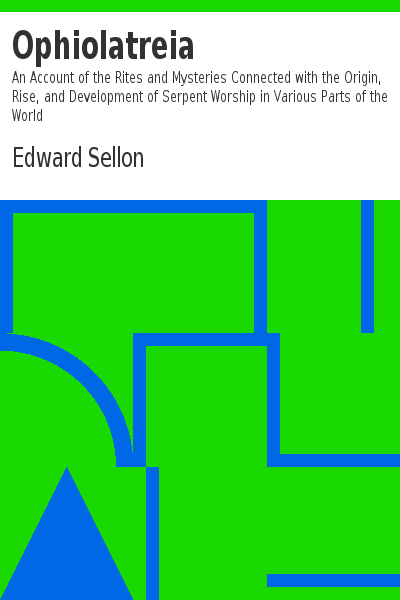 Ophiolatreia
An Account of the Rites and Mysteries Connected with the Origin,
Rise, and Development of Serpent Worship in Various Parts of the
World
Edward Sellon